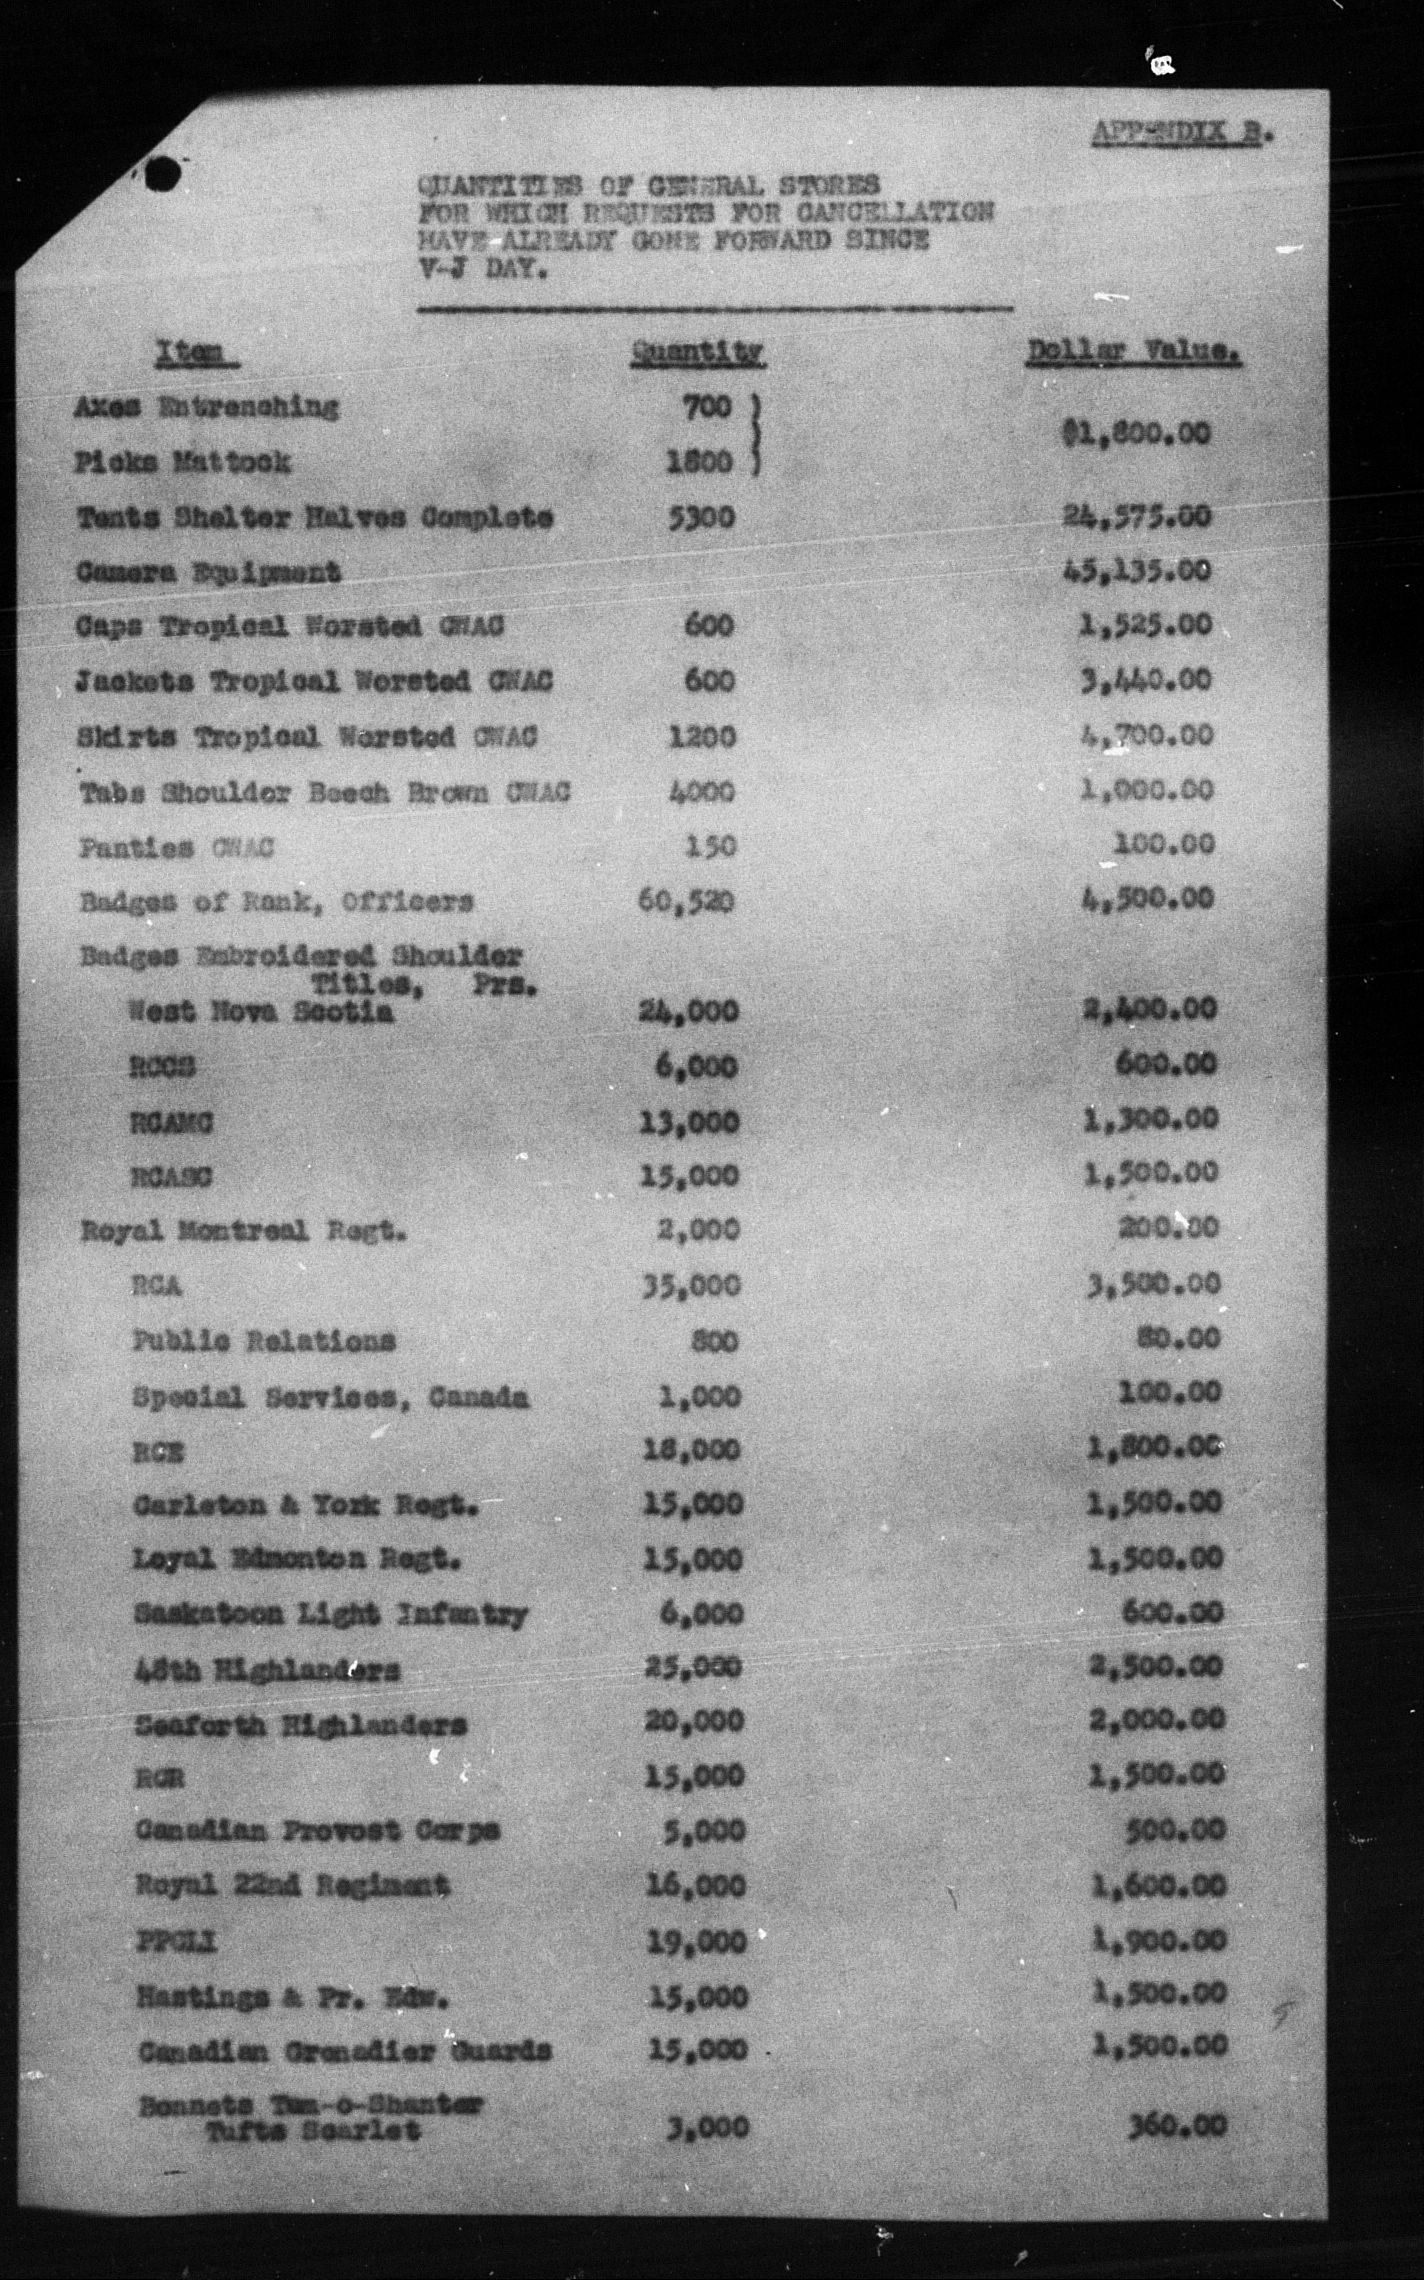 APPENDIX B.
QUANTITIES OF GENERAL STORES
FOR WHICH REQUESTS FOR CANCELLATION
HAVE ALREADY GONE FORWARD SINCE
V-J DAY.
Item Quantity Dollar Value.
Axes Entrenching 700 )
) $1,800.00
Picks Mattock 1800 )
Tents Shelter Halves Complete 5300 24,575.00
Camera Equipment 45,135.00
Caps Tropical Worsted CWAC 600 1,525.00
Jackets Tropical Worsted CWAC 600 3,440.00
Skirts Tropical Worsted CWAC 1200 4,700.00
Tabs Shoulder Beech Brown CWAC 4000 1,000.00
Panties CWAC 150 100.00
Badges of Rank, Officers 60,520 4,500.00
Badges Embroidered Shoulder
Titles, Prs.
West Nova Scotia 24,000 2,400.00
RCCS 6,000 600.00
RCAMC 13,000 1,300.00
RCASC 15,000 1,500.00
Royal Montreal Regt. 2,000 200.00
RCA 35,000 3,500.00
Public Relations 800 80.00
Special Services, Canada 1,000 100.00
RCE 18,000 1,800.00
Carleton & York Regt. 15,000 1,500.00
Loyal Edmonton Regt. 15,000 1,500.00
Saskatoon Light Infantry 6,000 600.00
48th Highlanders 25,000 2,500.00
Seaforth Highlanders 20,000 2,000.00
RCR 15,000 1,500.00
Canadian Provost Corps 5,000 500.00
Royal 22nd Regiment 16,000 1,600.00
PPCLI 19,000 1,900.00
Hastings & Pr. Edw. 15,000 1,500.00
Canadian Grenadier Guards 15,000 1,500.00
Bonnets Tam-o-Shanter
Tufts Scarlet 3,000 360.00